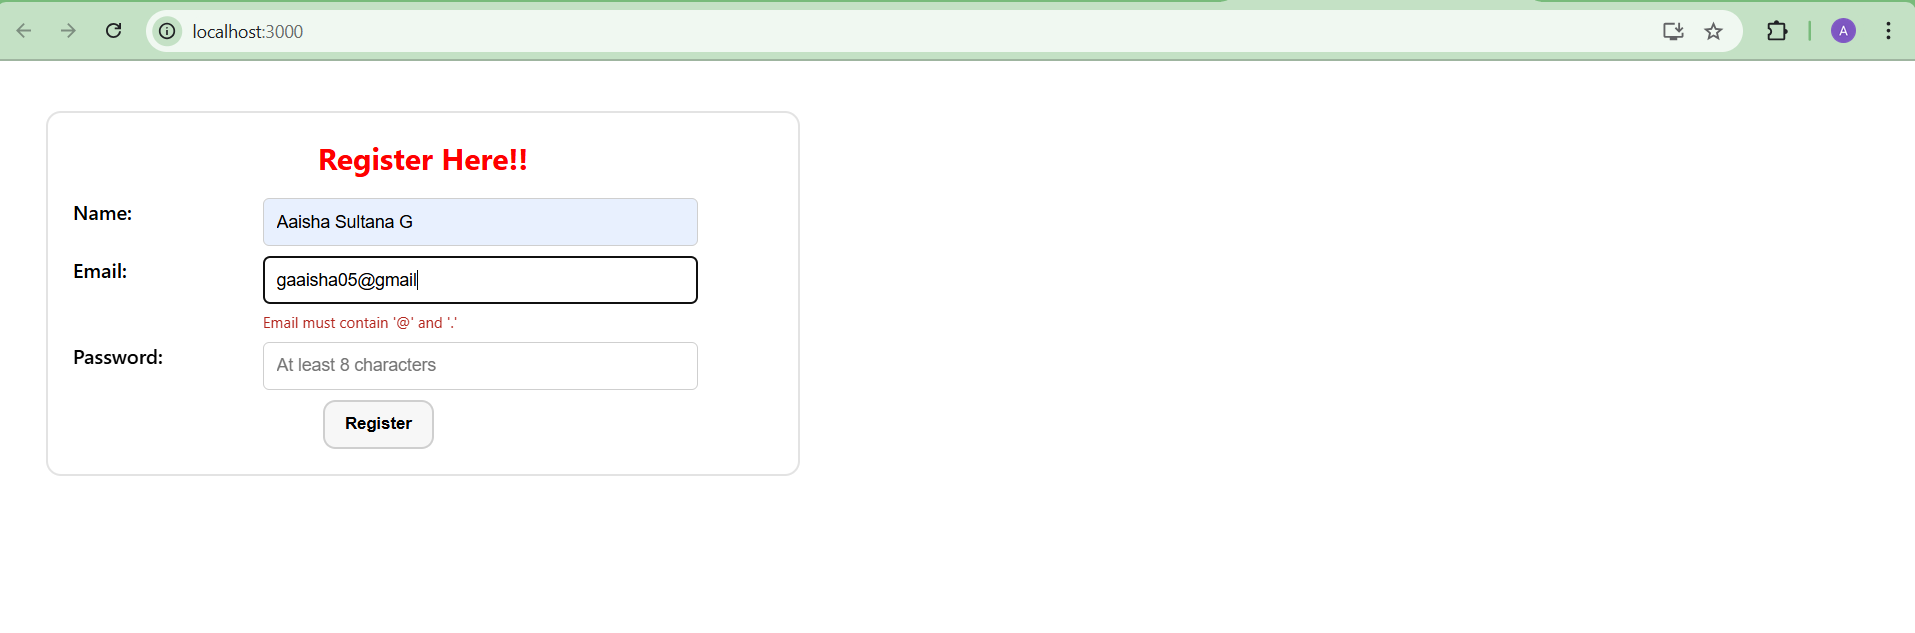 localhost:3000
A
Register Here!!
Name:
Aaisha Sultana G
Email:
gaaisha05@gmail
Email must contain '@' and '.'
Password:
At least 8 characters
Register